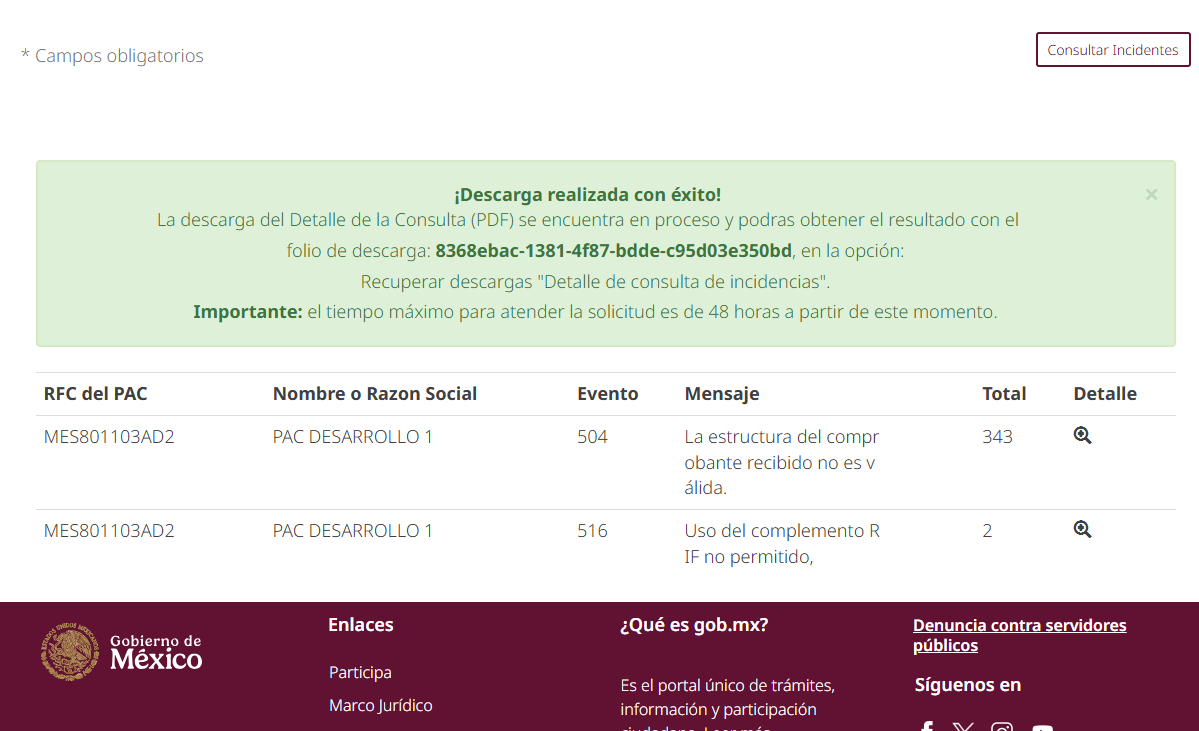 * Campos obligatorios
Consultar Incidentes
¡Descarga realizada con éxito!
×
La descarga del Detalle de la Consulta (PDF) se encuentra en proceso y podras obtener el resultado con el
folio de descarga: 8368ebac-1381-4f87-bdde-c95d03e350bd, en la opción:
Recuperar descargas "Detalle de consulta de incidencias".
Importante: el tiempo máximo para atender la solicitud es de 48 horas a partir de este momento.
RFC del PAC Nombre o Razon Social Evento Mensaje Total Detalle
MES801103AD2 PAC DESARROLLO 1 504 La estructura del compr 343
obante recibido no es v
álida.
MES801103AD2 PAC DESARROLLO 1 516 Uso del complemento R 2
IF no permitido,
ESTADOS UNIDOS MEXICANOS
Gobierno de
México
Enlaces
Participa
Marco Jurídico
¿Qué es gob.mx?
Es el portal único de trámites,
información y participación
ciudadana. Leer más
Denuncia contra servidores
públicos
Síguenos en